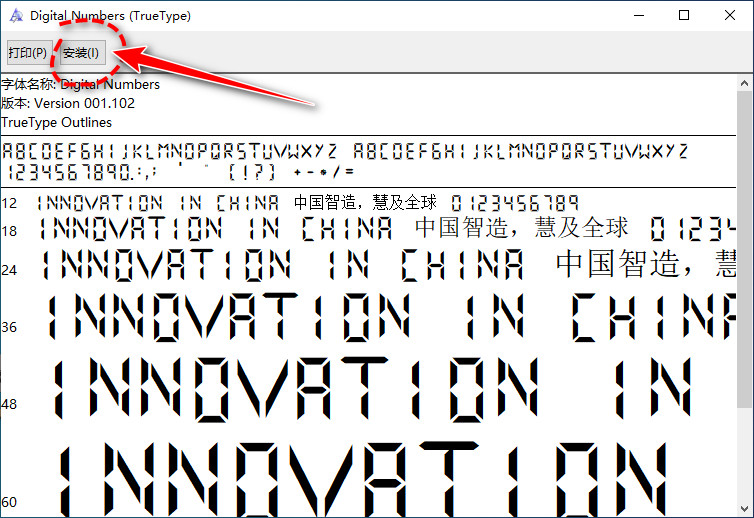 Digital Numbers (TrueType)
打印(P) 安装(I)
字体名称: Digital Numbers
版本: Version 001.102
TrueType Outlines
ABCDEFGHIJKLMNOPQRSTUVWXYZ ABCDEFGHIJKLMNOPQRSTUVWXYZ
1234567890.:,; ' " (!?) +-*/=
12 INNOVATION IN CHINA 中国智造，慧及全球 0123456789
18 INNOVATION IN CHINA 中国智造，慧及全球 01234
24 INNOVATION IN CHINA 中国智造，慧
36 INNOVATION IN CHINA
48 INNOVATION IN
60 INNOVATION